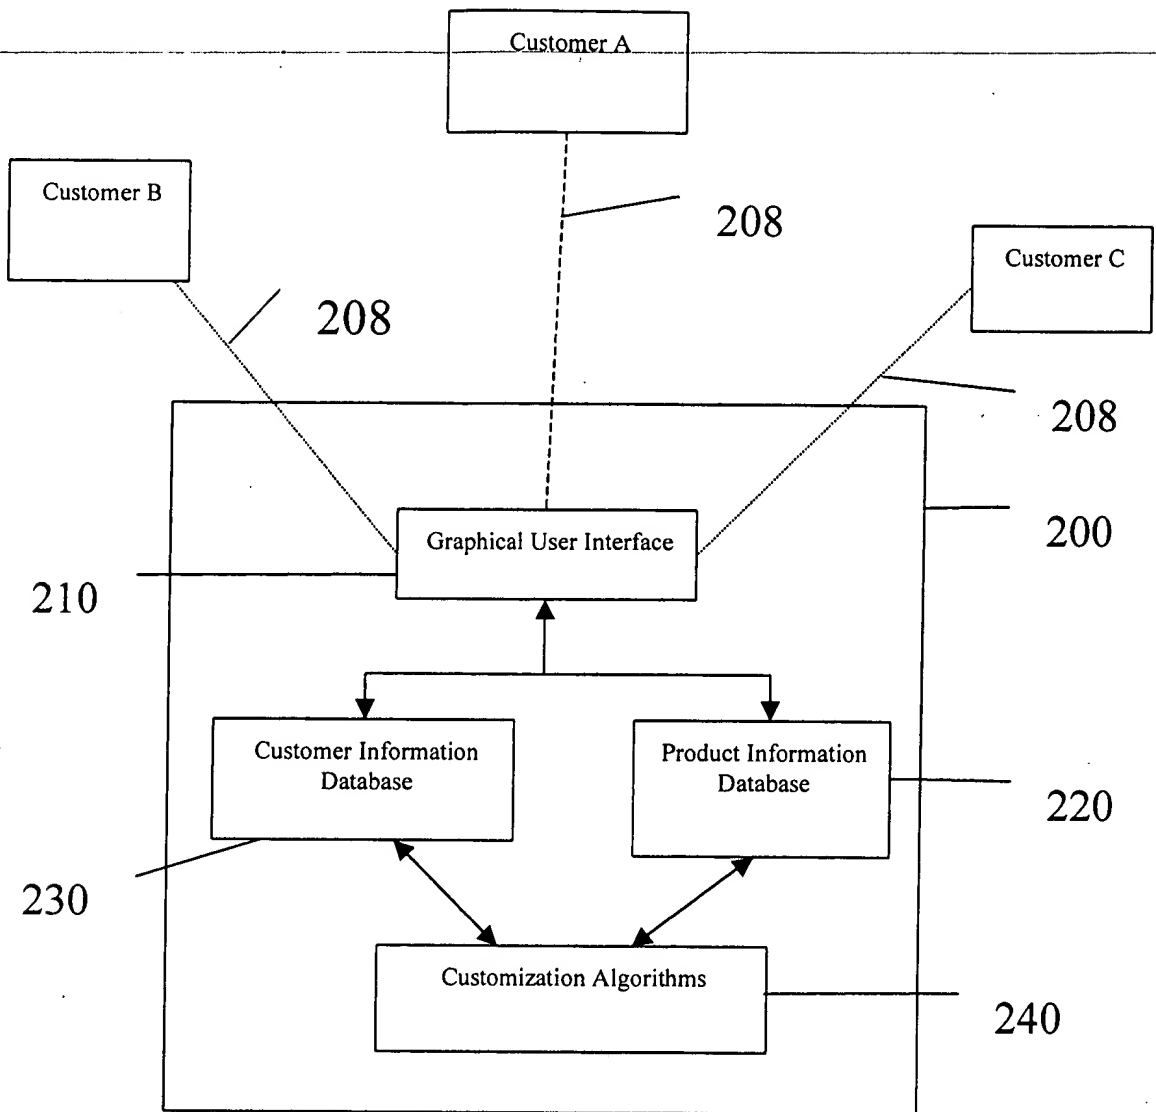 Customer A
Customer B
208
Customer C
208
208
200
Graphical User Interface
210
Customer Information
Database
Product Information
Database
220
230
Customization Algorithms
240